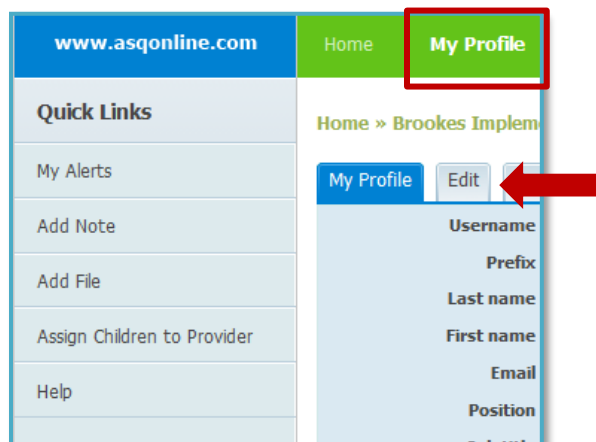 www.asqonline.com
Home
My Profile
Quick Links
My Alerts
Add Note
Add File
Assign Children to Provider
Help
Home » Brookes Implem
My Profile
Edit
Username
Prefix
Last name
First name
Email
Position